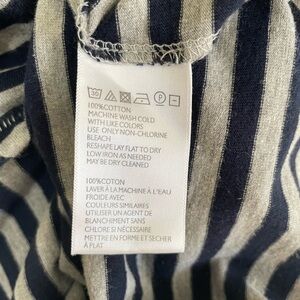 100%COTTON
MACHINE WASH COLD
WITH LIKE COLORS
USE ONLY NON-CHLORINE
BLEACH
RESHAPE LAY FLAT TO DRY
LOW IRON AS NEEDED
MAY BE DRY CLEANED
100%COTON
LAVER À LA MACHINE A L'EAU
FROIDE AVEC
COULEURS SIMILAIRES
UTILISER UN AGENT DE
BLANCHIMENT SANS
CHLORE SI NÉCESSAIRE
METTRE EN FORME ET SÉCHER
À PLAT